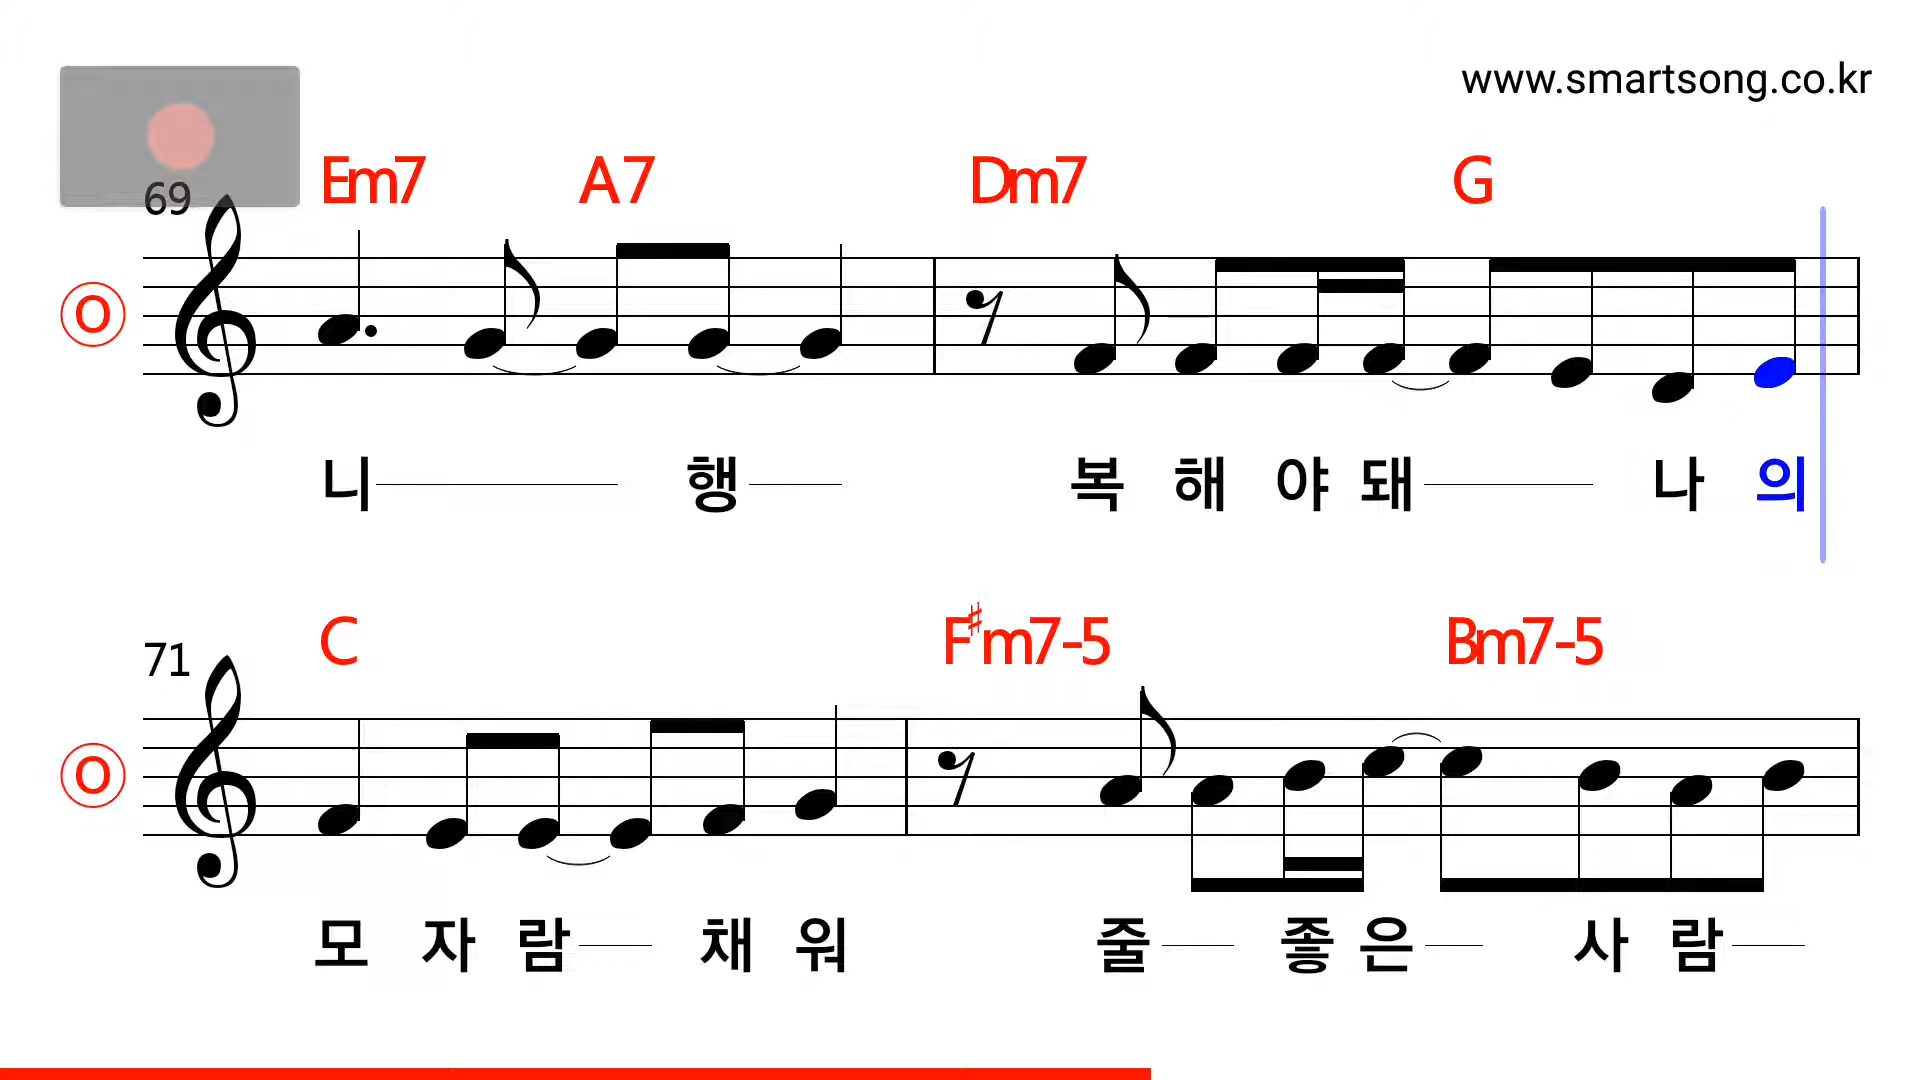 www.smartsong.co.kr
69 Em7 A7 Dm7 G
O
니 행 복 해 야 돼 나 의
71 C F♯m7-5 Bm7-5
O
모 자 람 채 워 줄 좋 은 사 람